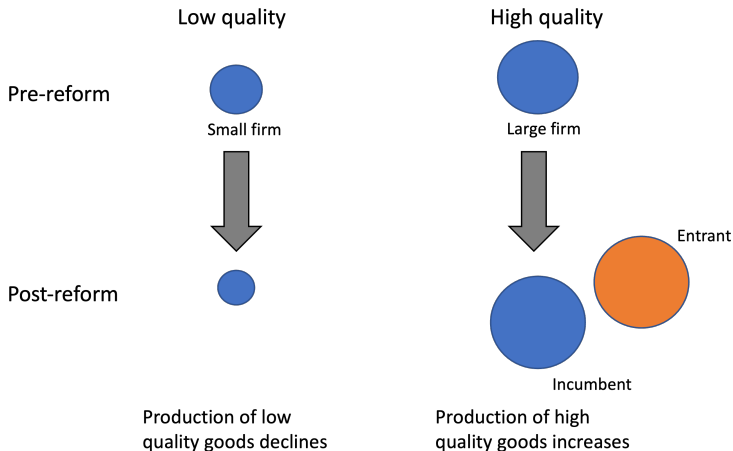 Low quality
High quality
Pre-reform
Small firm
Large firm
Entrant
Post-reform
Incumbent
Production of low
quality goods declines
Production of high
quality goods increases